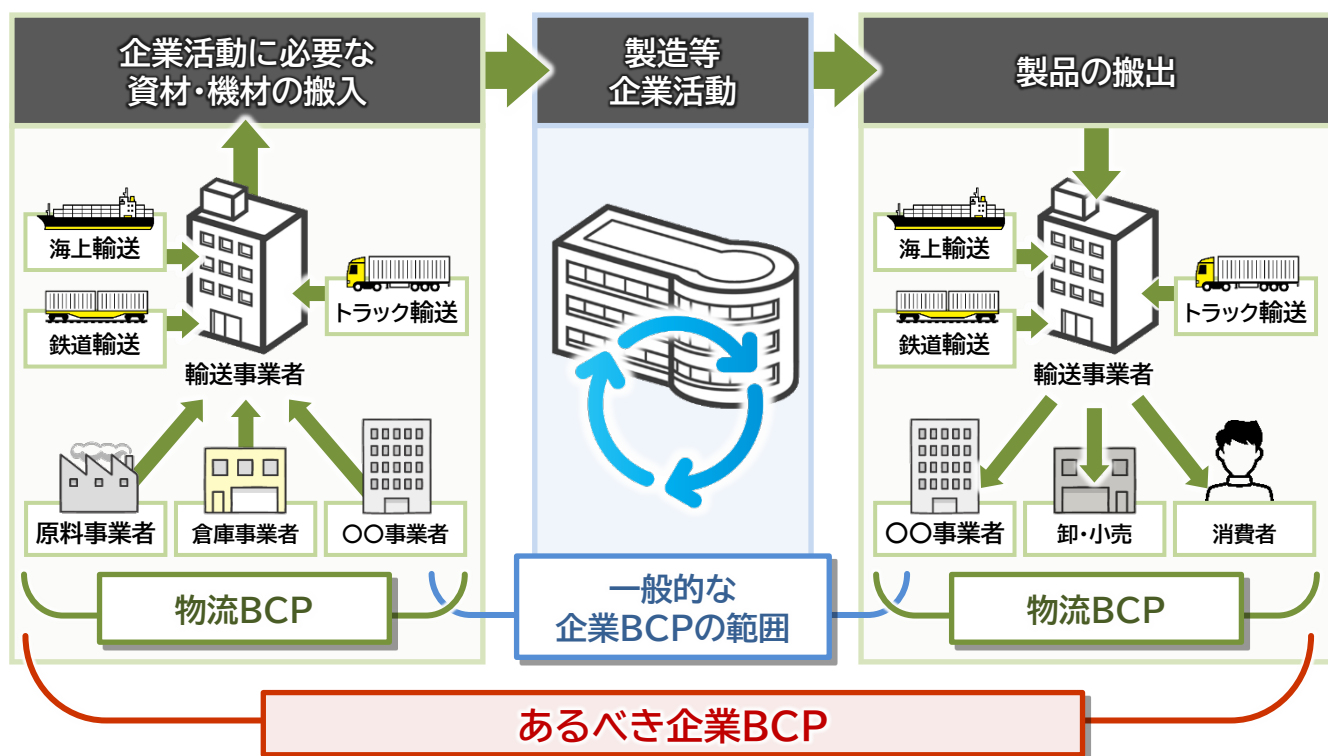 企業活動に必要な
資材・機材の搬入
製造等
企業活動
製品の搬出
海上輸送
鉄道輸送
トラック輸送
輸送事業者
原料事業者
倉庫事業者
〇〇事業者
海上輸送
鉄道輸送
トラック輸送
輸送事業者
〇〇事業者
卸・小売
消費者
物流BCP
一般的な
企業BCPの範囲
物流BCP
あるべき企業BCP